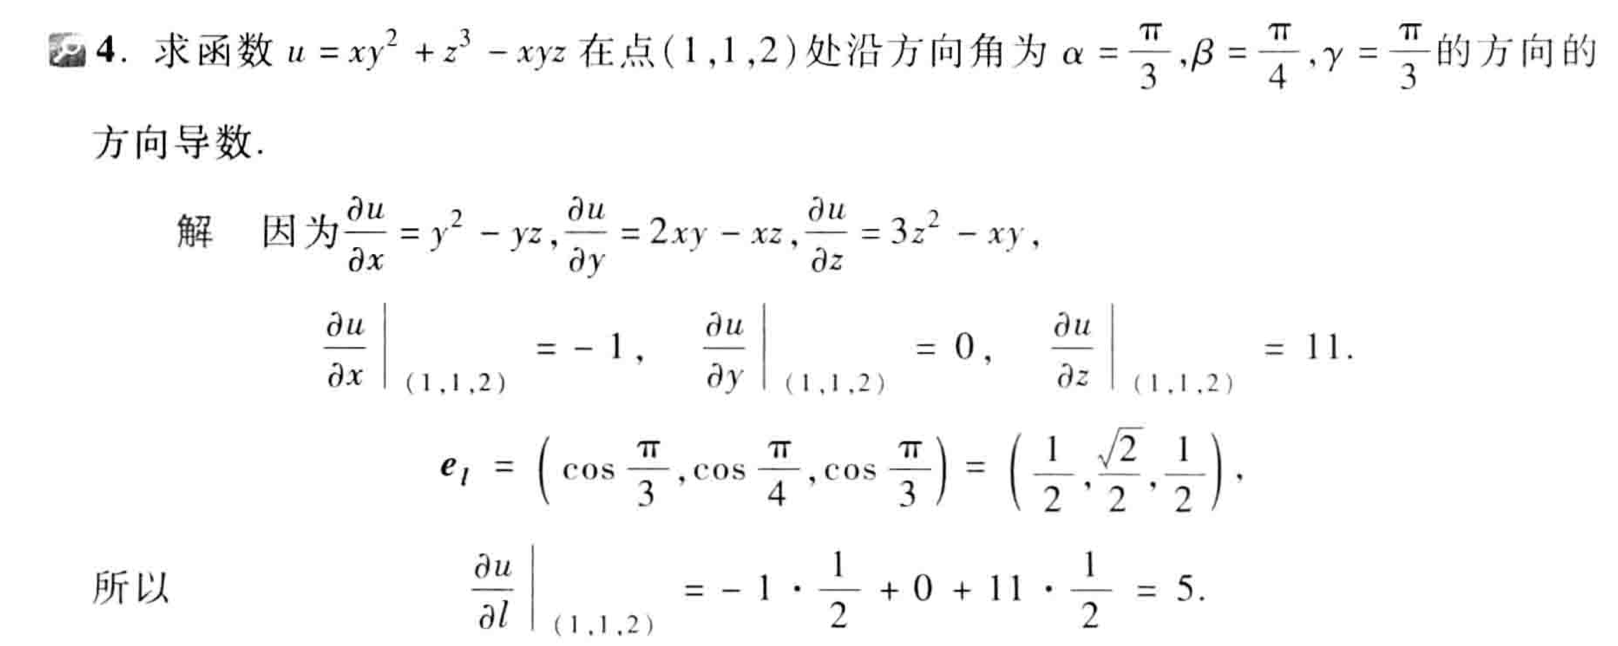 4. 求函数 u = xy² + z³ - xyz 在点(1,1,2)处沿方向角为 α = π/3, β = π/4, γ = π/3 的方向的
方向导数.
解 因为 ∂u/∂x = y² - yz, ∂u/∂y = 2xy - xz, ∂u/∂z = 3z² - xy,
∂u/∂x |(1,1,2) = - 1, ∂u/∂y |(1,1,2) = 0, ∂u/∂z |(1,1,2) = 11.
e_l = (cos π/3, cos π/4, cos π/3) = (1/2, √2/2, 1/2),
所以 ∂u/∂l |(1,1,2) = - 1 · 1/2 + 0 + 11 · 1/2 = 5.